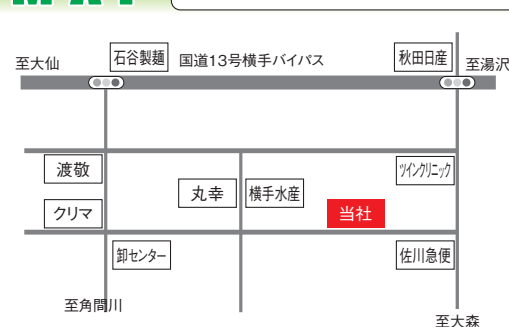 MAP
石谷製麺
秋田日産
至大仙
国道13号横手バイパス
至湯沢
渡敬
ツインクリニック
丸幸
横手水産
クリマ
当社
卸センター
佐川急便
至角間川
至大森